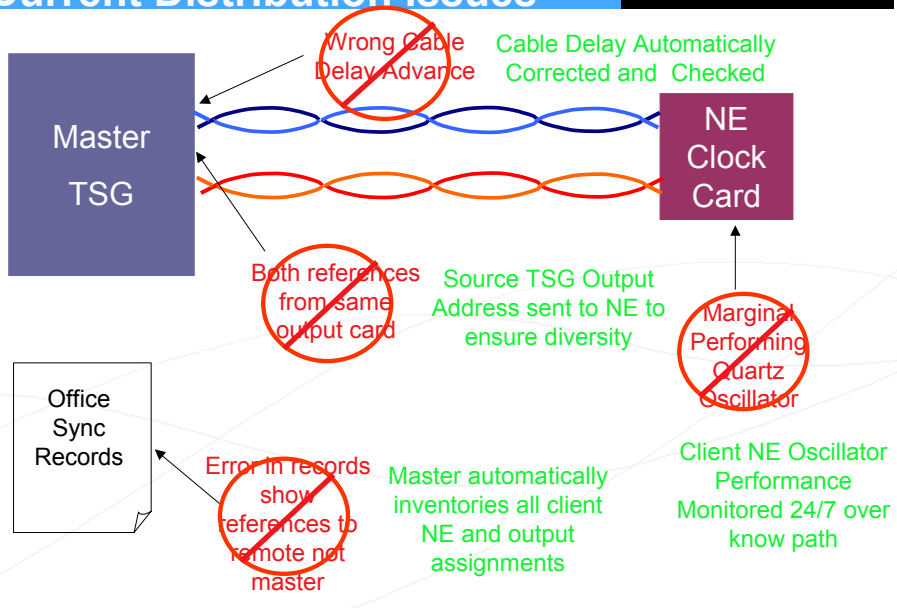 Current Distribution Issues
Wrong Cable
Delay Advance
Cable Delay Automatically
Corrected and Checked
Master
TSG
NE
Clock
Card
Both references
from same
output card
Source TSG Output
Address sent to NE to
ensure diversity
Marginal
Performing
Quartz
Oscillator
Office
Sync
Records
Error in records
show
references to
remote not
master
Master automatically
inventories all client
NE and output
assignments
Client NE Oscillator
Performance
Monitored 24/7 over
know path